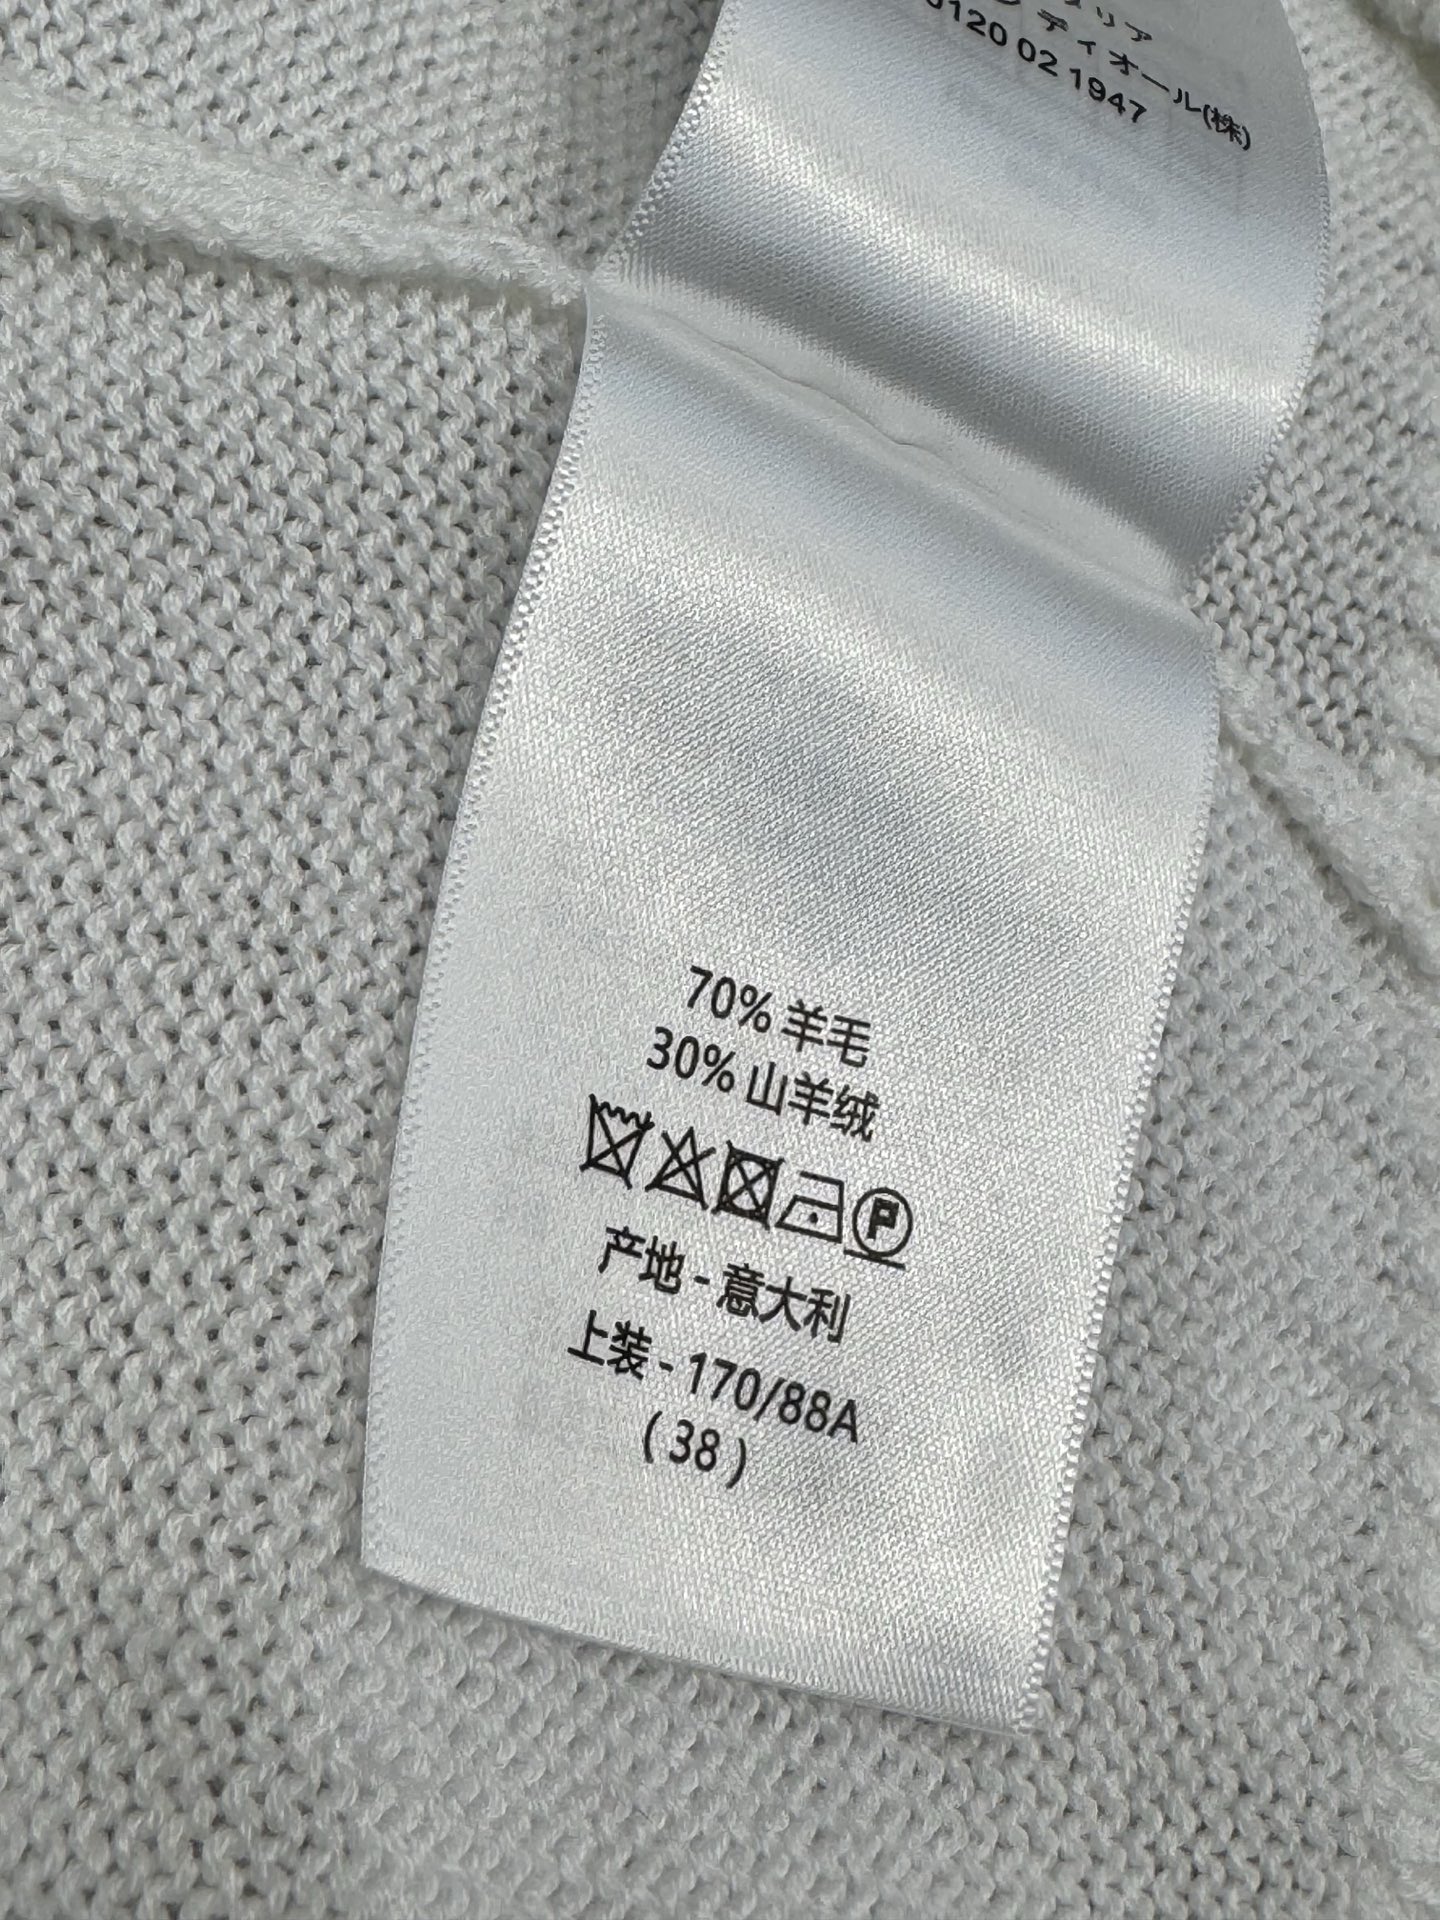 リア
ディオール(株)
0120 02 1947
70% 羊毛
30% 山羊绒
P
产地 - 意大利
上装 - 170/88A
( 38 )